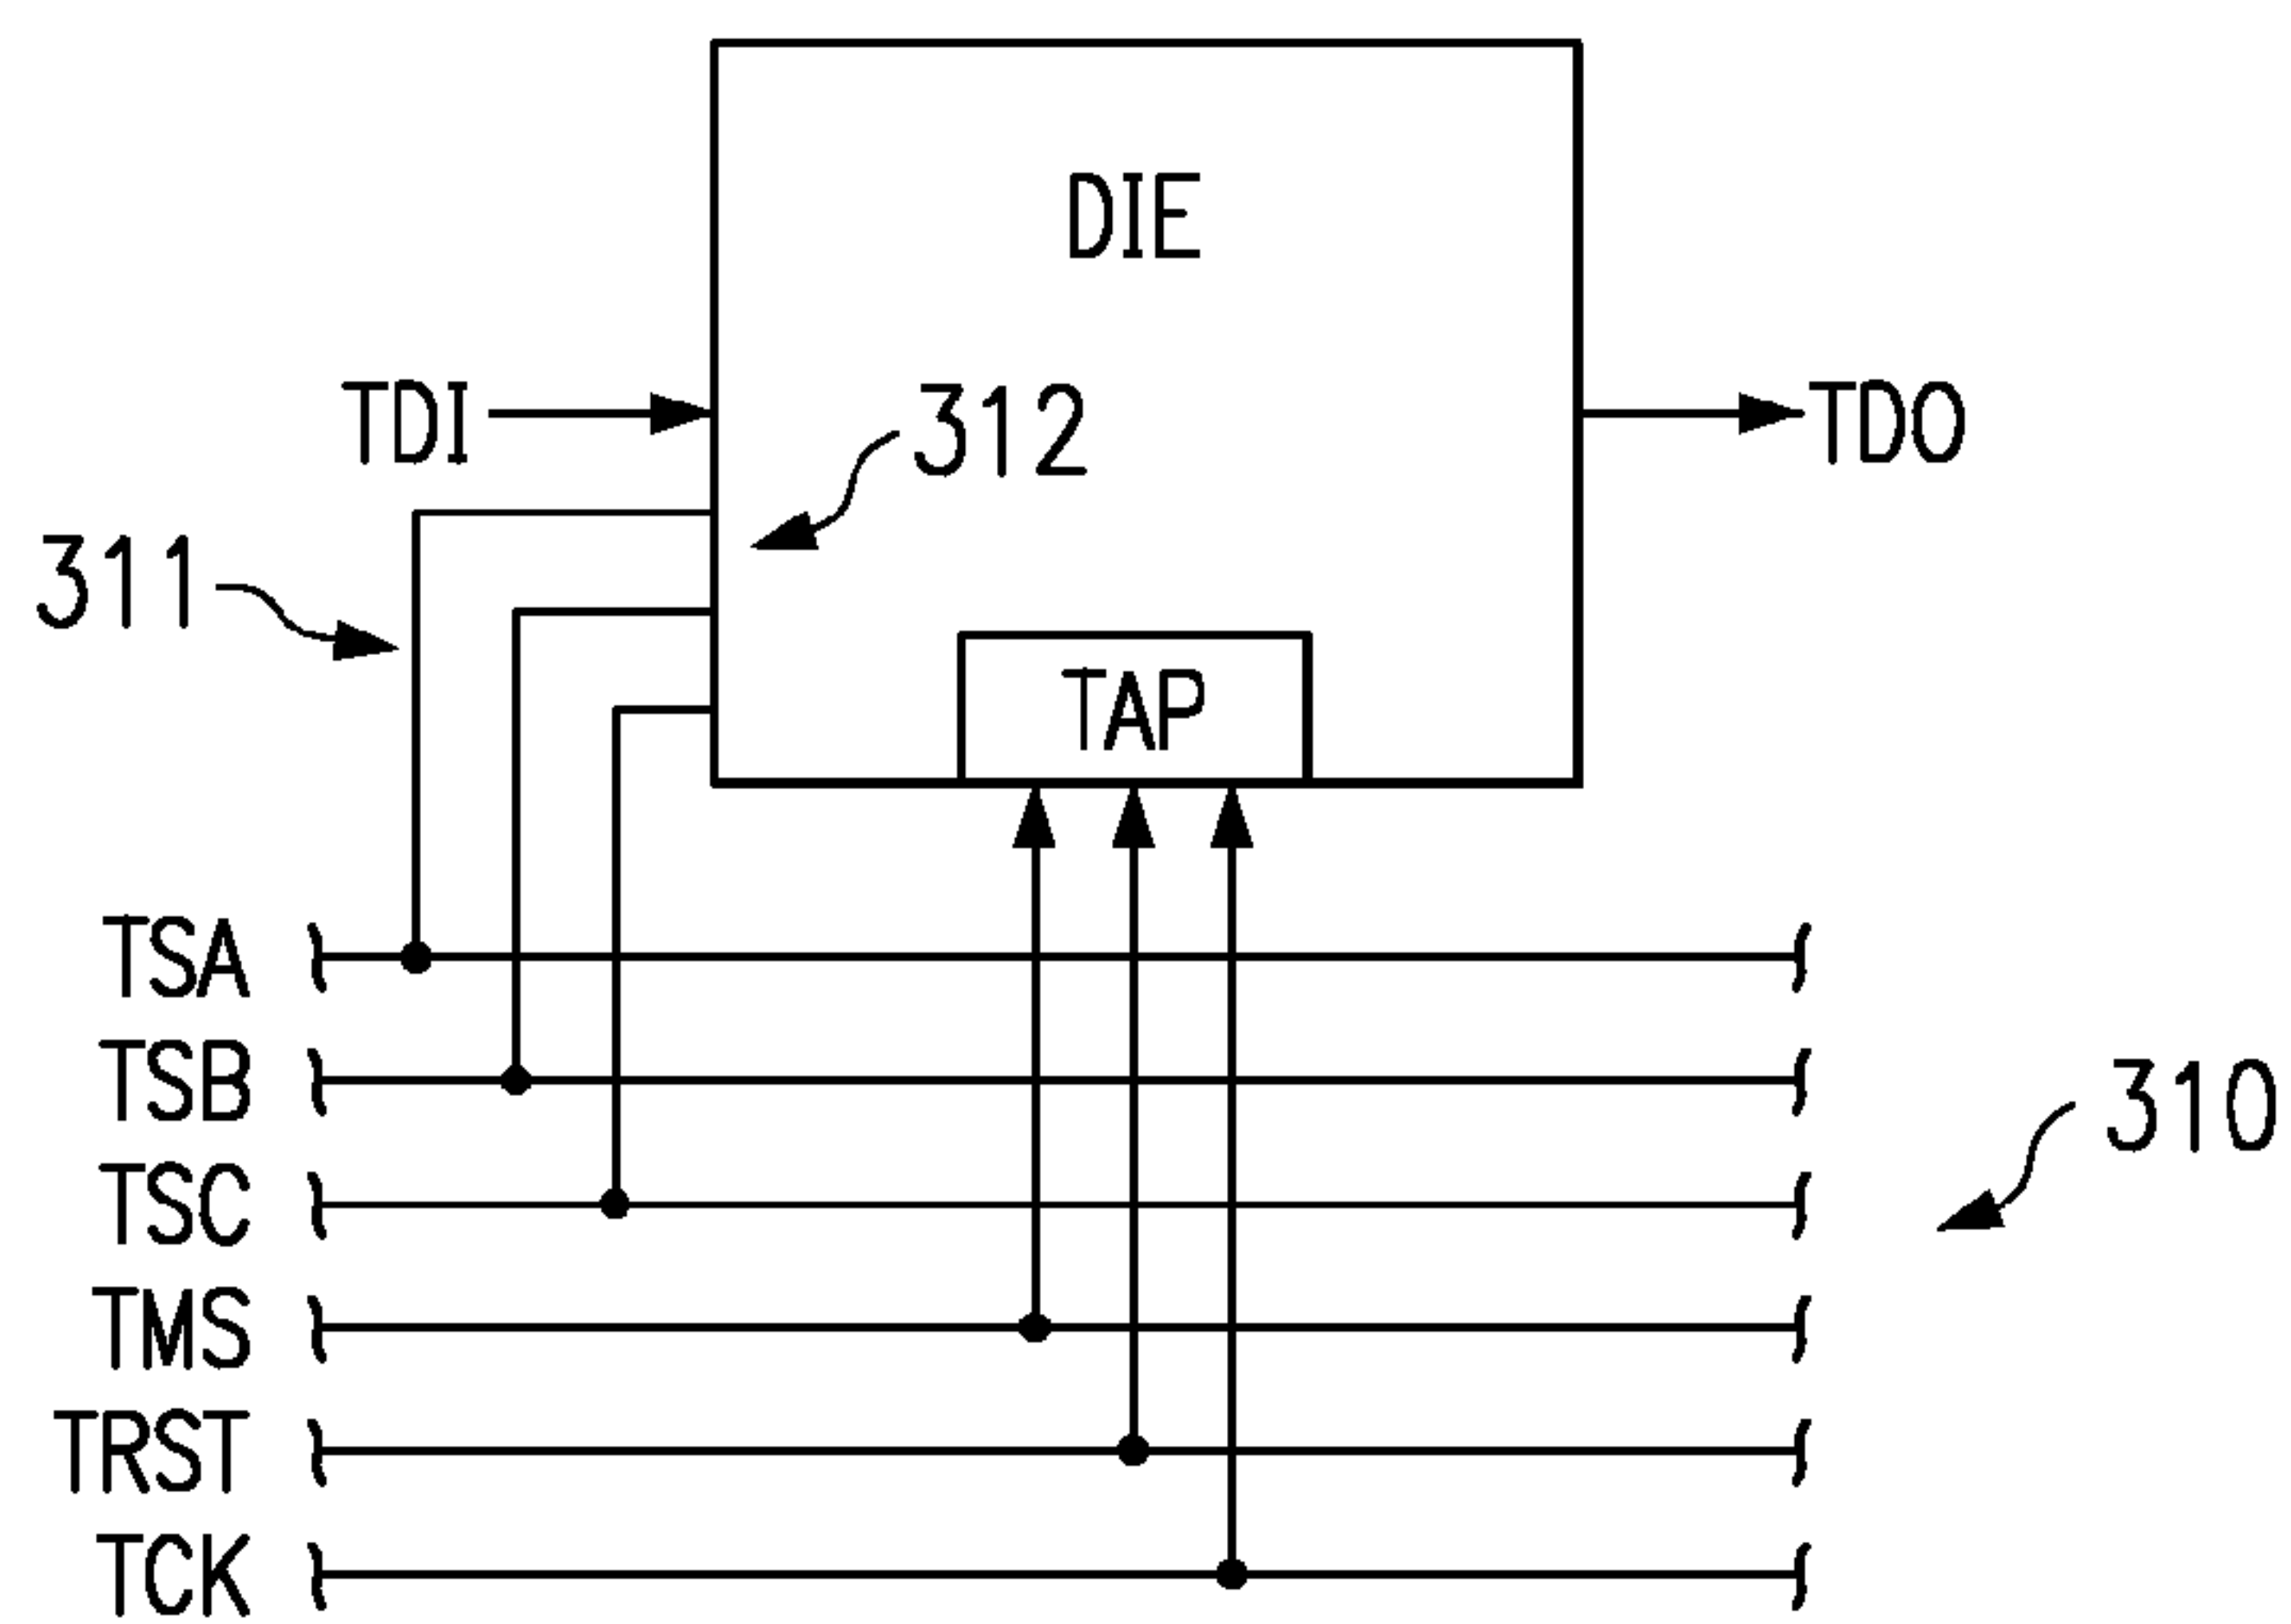 DIE
TDI
312
TDO
311
TAP
TSA
TSB
310
TSC
TMS
TRST
TCK